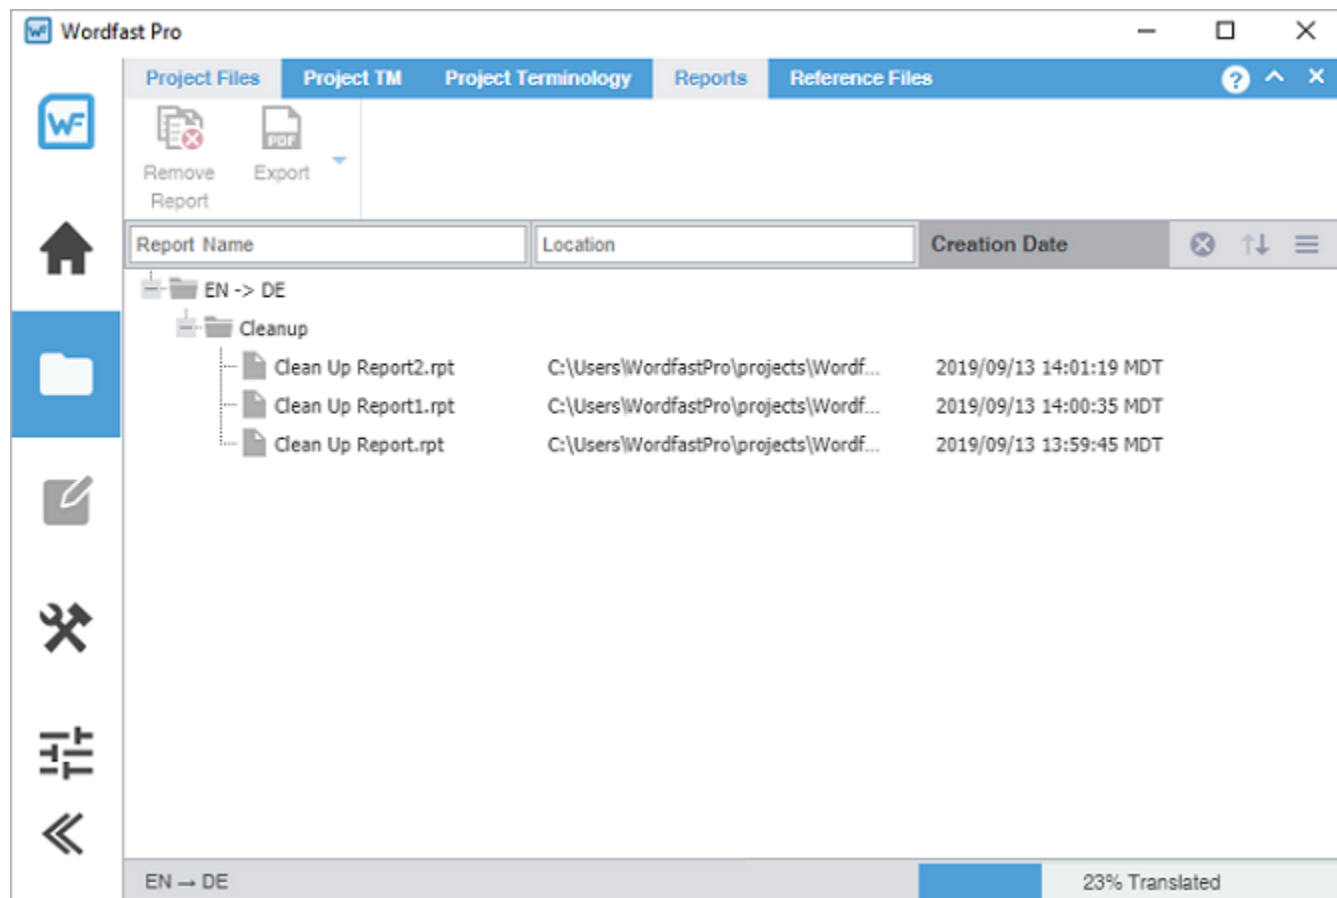 Wordfast Pro
Project Files Project TM Project Terminology Reports Reference Files ?
WF
PDF
Remove Report Export
Report Name Location Creation Date
EN -> DE
Cleanup
Clean Up Report2.rpt C:\Users\WordfastPro\projects\Wordf... 2019/09/13 14:01:19 MDT
Clean Up Report1.rpt C:\Users\WordfastPro\projects\Wordf... 2019/09/13 14:00:35 MDT
Clean Up Report.rpt C:\Users\WordfastPro\projects\Wordf... 2019/09/13 13:59:45 MDT
EN → DE 23% Translated